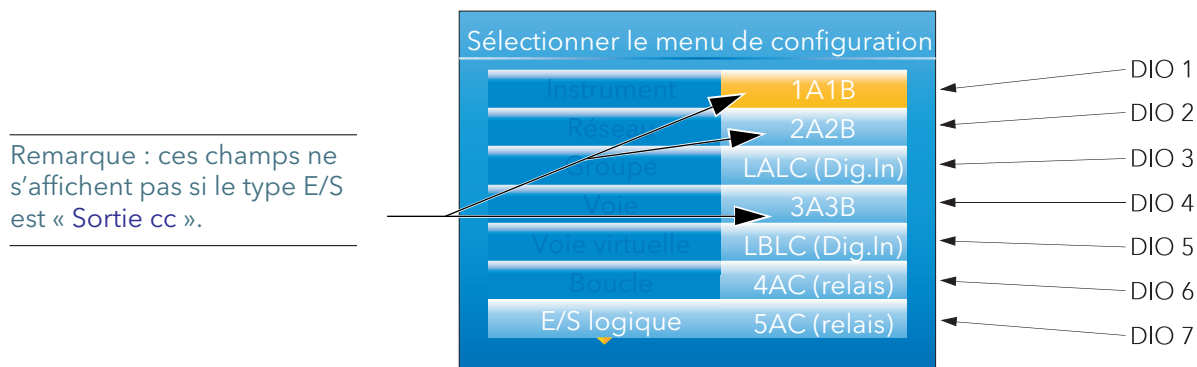 Sélectionner le menu de configuration
Instrument 1A1B
Réseau 2A2B
Groupe LALC (Dig.In)
Voie 3A3B
Voie virtuelle LBLC (Dig.In)
Boucle 4AC (relais)
E/S logique 5AC (relais)
DIO 1
DIO 2
DIO 3
DIO 4
DIO 5
DIO 6
DIO 7
Remarque : ces champs ne
s’affichent pas si le type E/S
est « Sortie cc ».